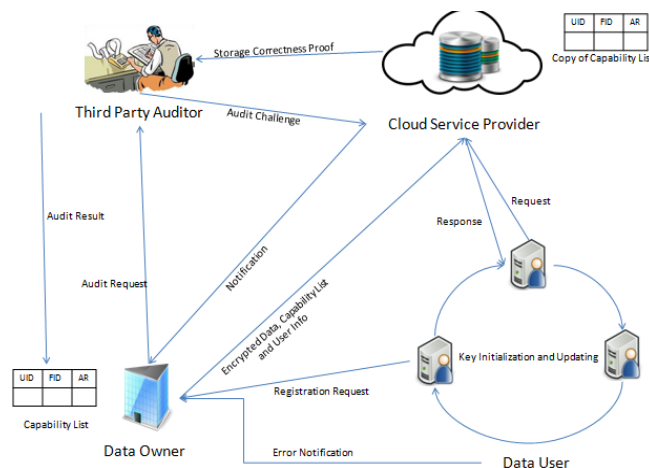 UID FID AR
Storage Correctness Proof
Copy of Capability List
Third Party Auditor
Audit Challenge
Cloud Service Provider
Request
Response
Audit Result
Audit Request
Notification
Encrypted Data, Capability List
and User Info
Key Initialization and Updating
UID FID AR
Registration Request
Capability List
Data Owner
Error Notification
Data User